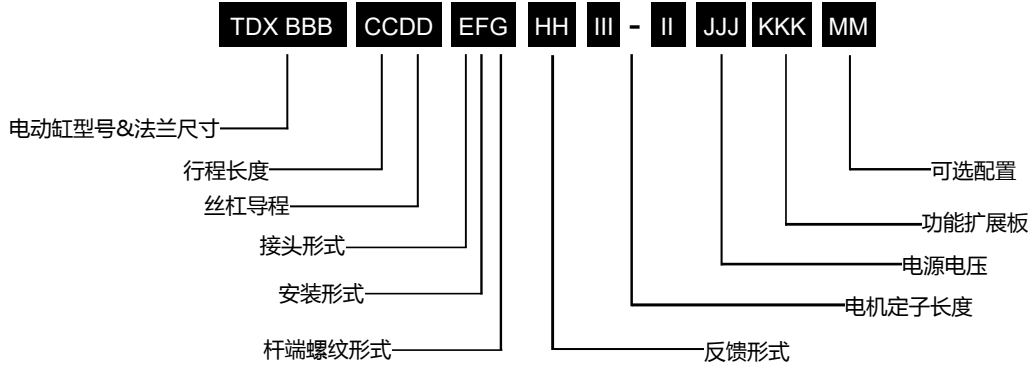 TDX BBB CCDD EFG HH III - II JJJ KKK MM
电动缸型号&法兰尺寸
行程长度
可选配置
丝杠导程
功能扩展板
接头形式
电源电压
安装形式
电机定子长度
杆端螺纹形式
反馈形式